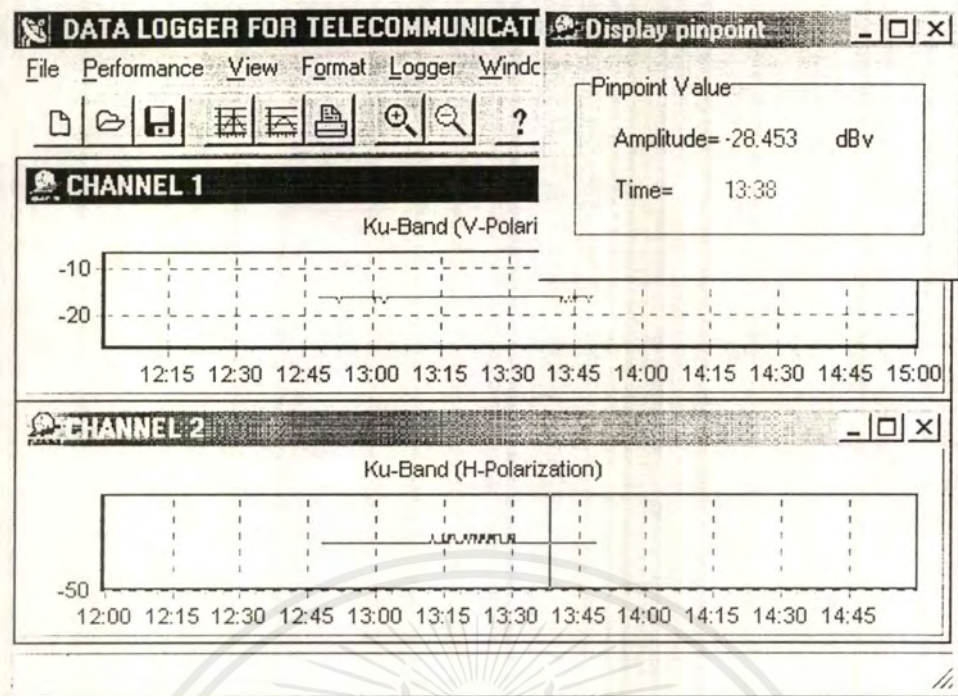 DATA LOGGER FOR TELECOMMUNICATI
File Performance View Format Logger Windo
?
Display pinpoint
Pinpoint Value
Amplitude= -28.453 dBv
Time= 13:38
CHANNEL 1
Ku-Band (V-Polari
-10
-20
12:15 12:30 12:45 13:00 13:15 13:30 13:45 14:00 14:15 14:30 14:45 15:00
CHANNEL 2
Ku-Band (H-Polarization)
-50
12:00 12:15 12:30 12:45 13:00 13:15 13:30 13:45 14:00 14:15 14:30 14:45